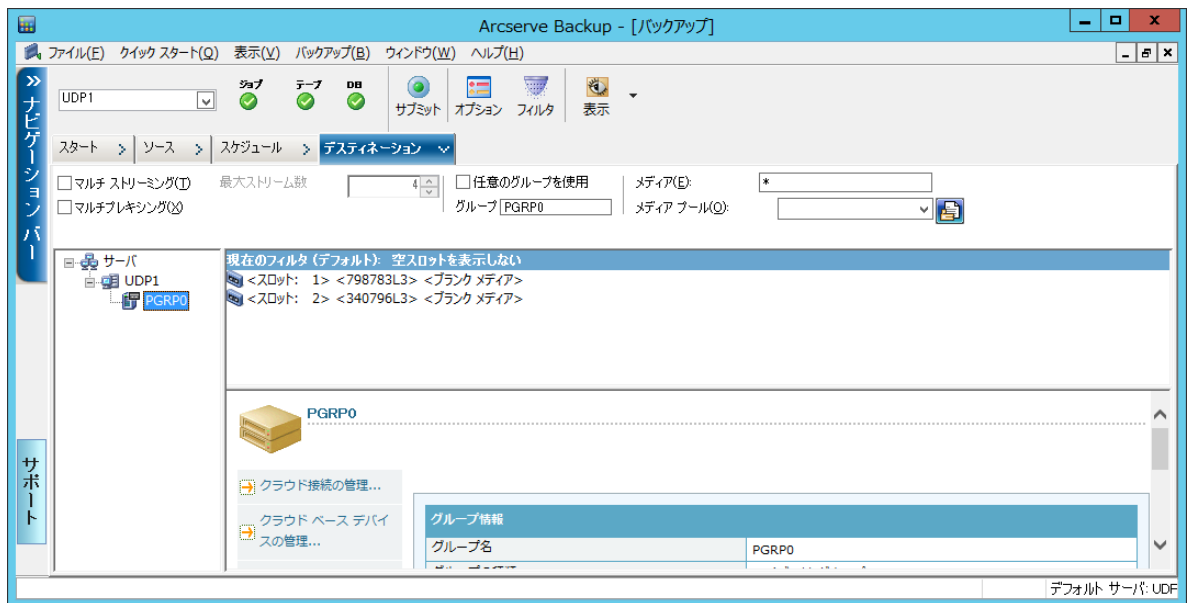 Arcserve Backup - [バックアップ]
ファイル(F) クイック スタート(Q) 表示(V) バックアップ(B) ウィンドウ(W) ヘルプ(H)
ナビゲーション バー
UDP1
ジョブ テープ DB
サブミット オプション フィルタ 表示
スタート ソース スケジュール デスティネーション
マルチ ストリーミング(T) 最大ストリーム数 4 任意のグループを使用 メディア(E): *
マルチプレキシング(X) グループ PGRP0 メディア プール(O):
サーバ
UDP1
PGRP0
現在のフィルタ (デフォルト): 空スロットを表示しない
<スロット: 1> <798783L3> <ブランク メディア>
<スロット: 2> <340796L3> <ブランク メディア>
PGRP0
クラウド接続の管理...
クラウド ベース デバイ
スの管理...
グループ情報
グループ名 PGRP0
サポート
デフォルト サーバ: UDF